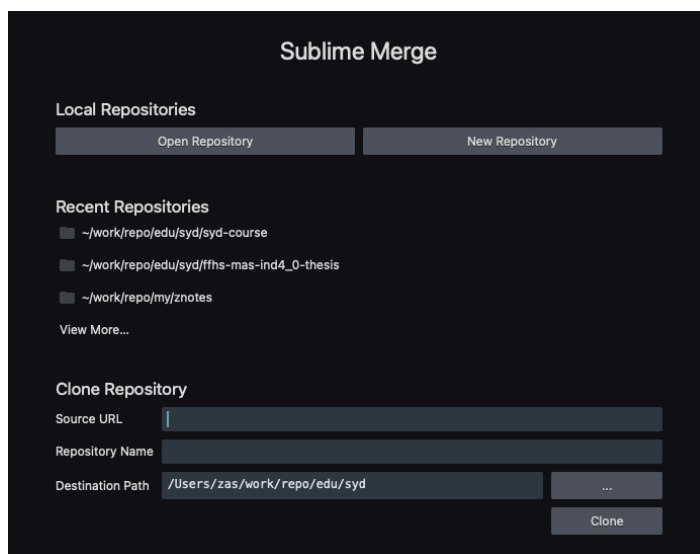 Sublime Merge
Local Repositories
Open Repository New Repository
Recent Repositories
~/work/repo/edu/syd/syd-course
~/work/repo/edu/syd/ffhs-mas-ind4_0-thesis
~/work/repo/my/znotes
View More...
Clone Repository
Source URL
Repository Name
Destination Path /Users/zas/work/repo/edu/syd ...
Clone